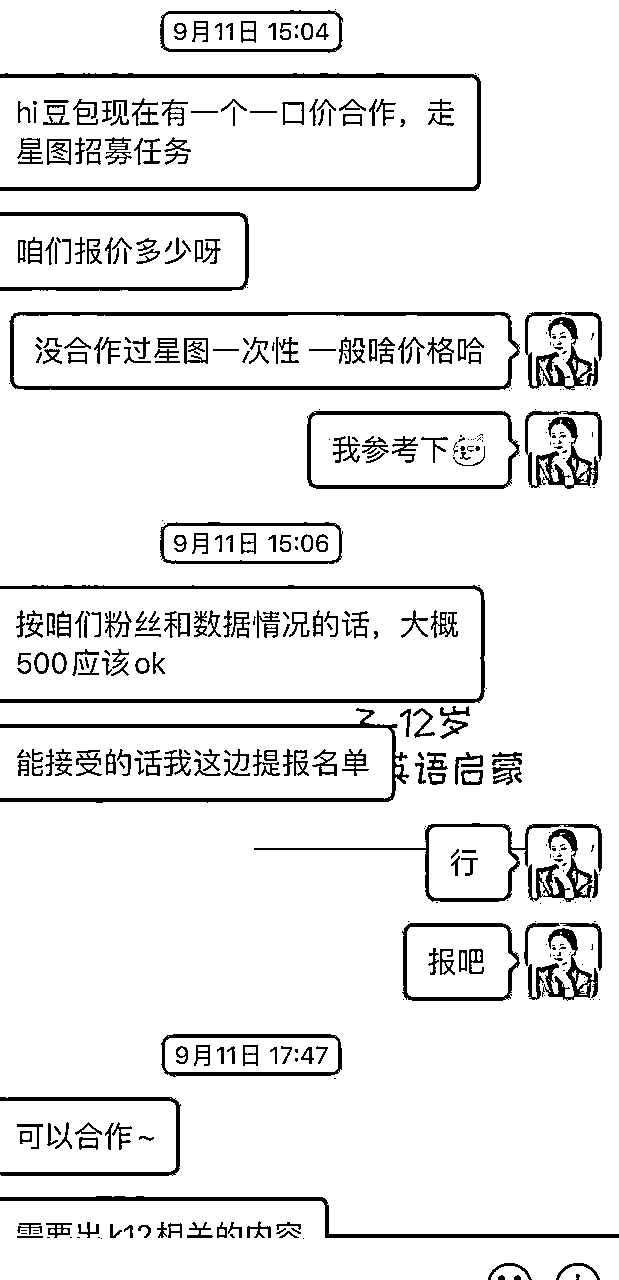 9月11日 15:04
hi豆包现在有一个一口价合作，走
星图招募任务
咱们报价多少呀
没合作过星图一次性 一般啥价格哈
我参考下
9月11日 15:06
按咱们粉丝和数据情况的话，大概
500应该ok
-12岁
能接受的话我这边提报名单
英语启蒙
行
报吧
9月11日 17:47
可以合作~
需要出k12相关的内容